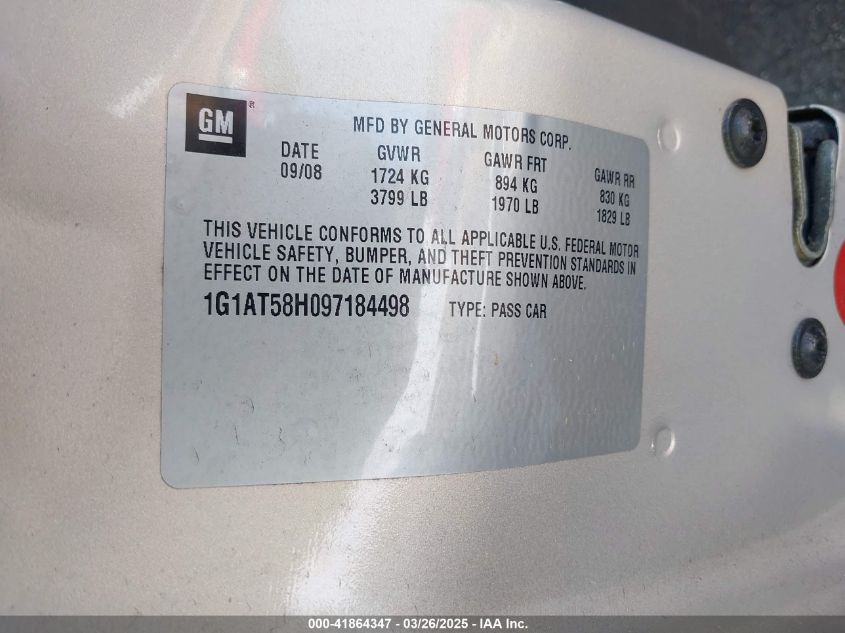 GM ®
MFD BY GENERAL MOTORS CORP.
DATE GVWR GAWR FRT GAWR RR
09/08 1724 KG 894 KG 830 KG
3799 LB 1970 LB 1829 LB
THIS VEHICLE CONFORMS TO ALL APPLICABLE U.S. FEDERAL MOTOR
VEHICLE SAFETY, BUMPER, AND THEFT PREVENTION STANDARDS IN
EFFECT ON THE DATE OF MANUFACTURE SHOWN ABOVE.
1G1AT58H097184498 TYPE: PASS CAR
000-41864347 - 03/26/2025 - IAA Inc.